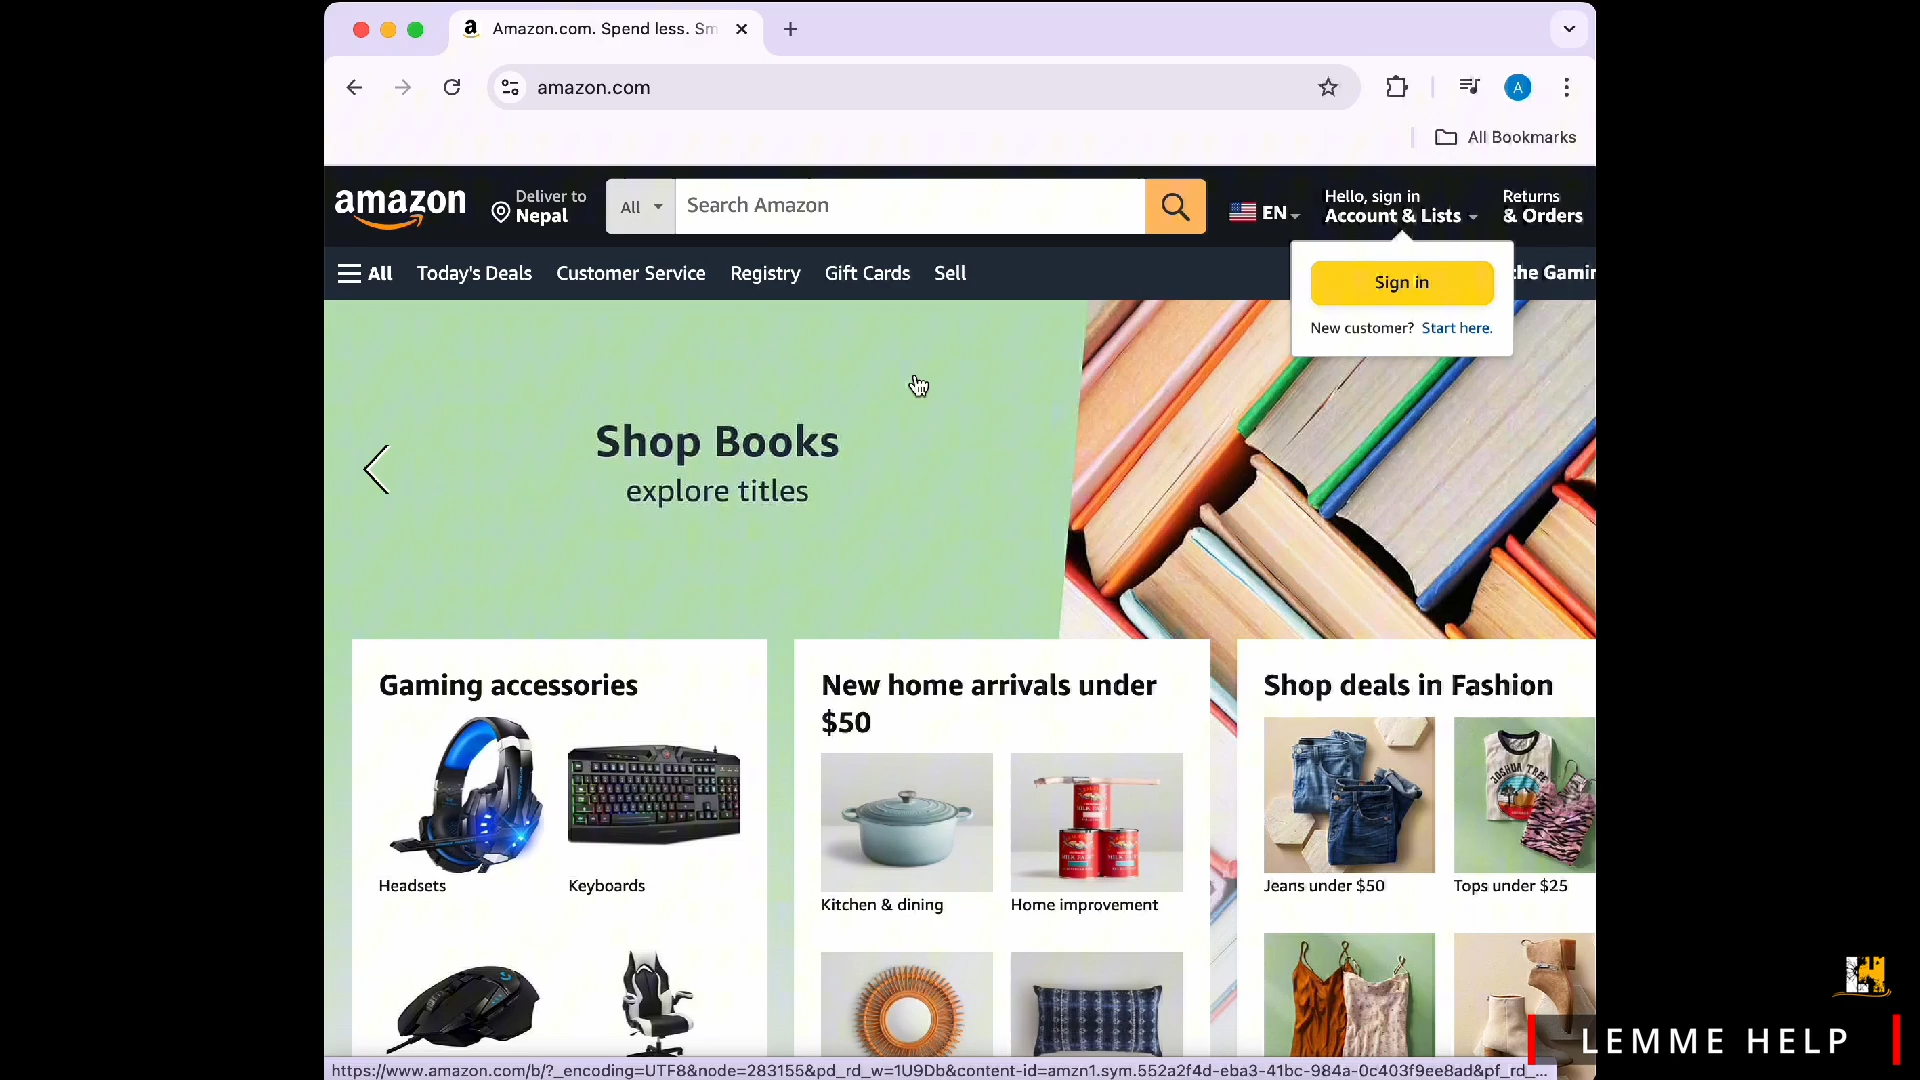 Amazon.com. Spend less. Sm
amazon.com
A
All Bookmarks
amazon
Deliver to
Nepal
All
Search Amazon
EN
Hello, sign in
Account & Lists
Returns
& Orders
All
Today's Deals
Customer Service
Registry
Gift Cards
Sell
the Gamin
Sign in
New customer? Start here.
Shop Books
explore titles
Gaming accessories
Headsets
Keyboards
New home arrivals under
$50
Kitchen & dining
Home improvement
Shop deals in Fashion
JOSHUA TREE
Jeans under $50
Tops under $25
https://www.amazon.com/b/?_encoding=UTF8&node=283155&pd_rd_w=1U9Db&content-id=amzn1.sym.552a2f4d-eba3-41bc-984a-0c403f9ee8ad&pf_rd_...
LEMME HELP